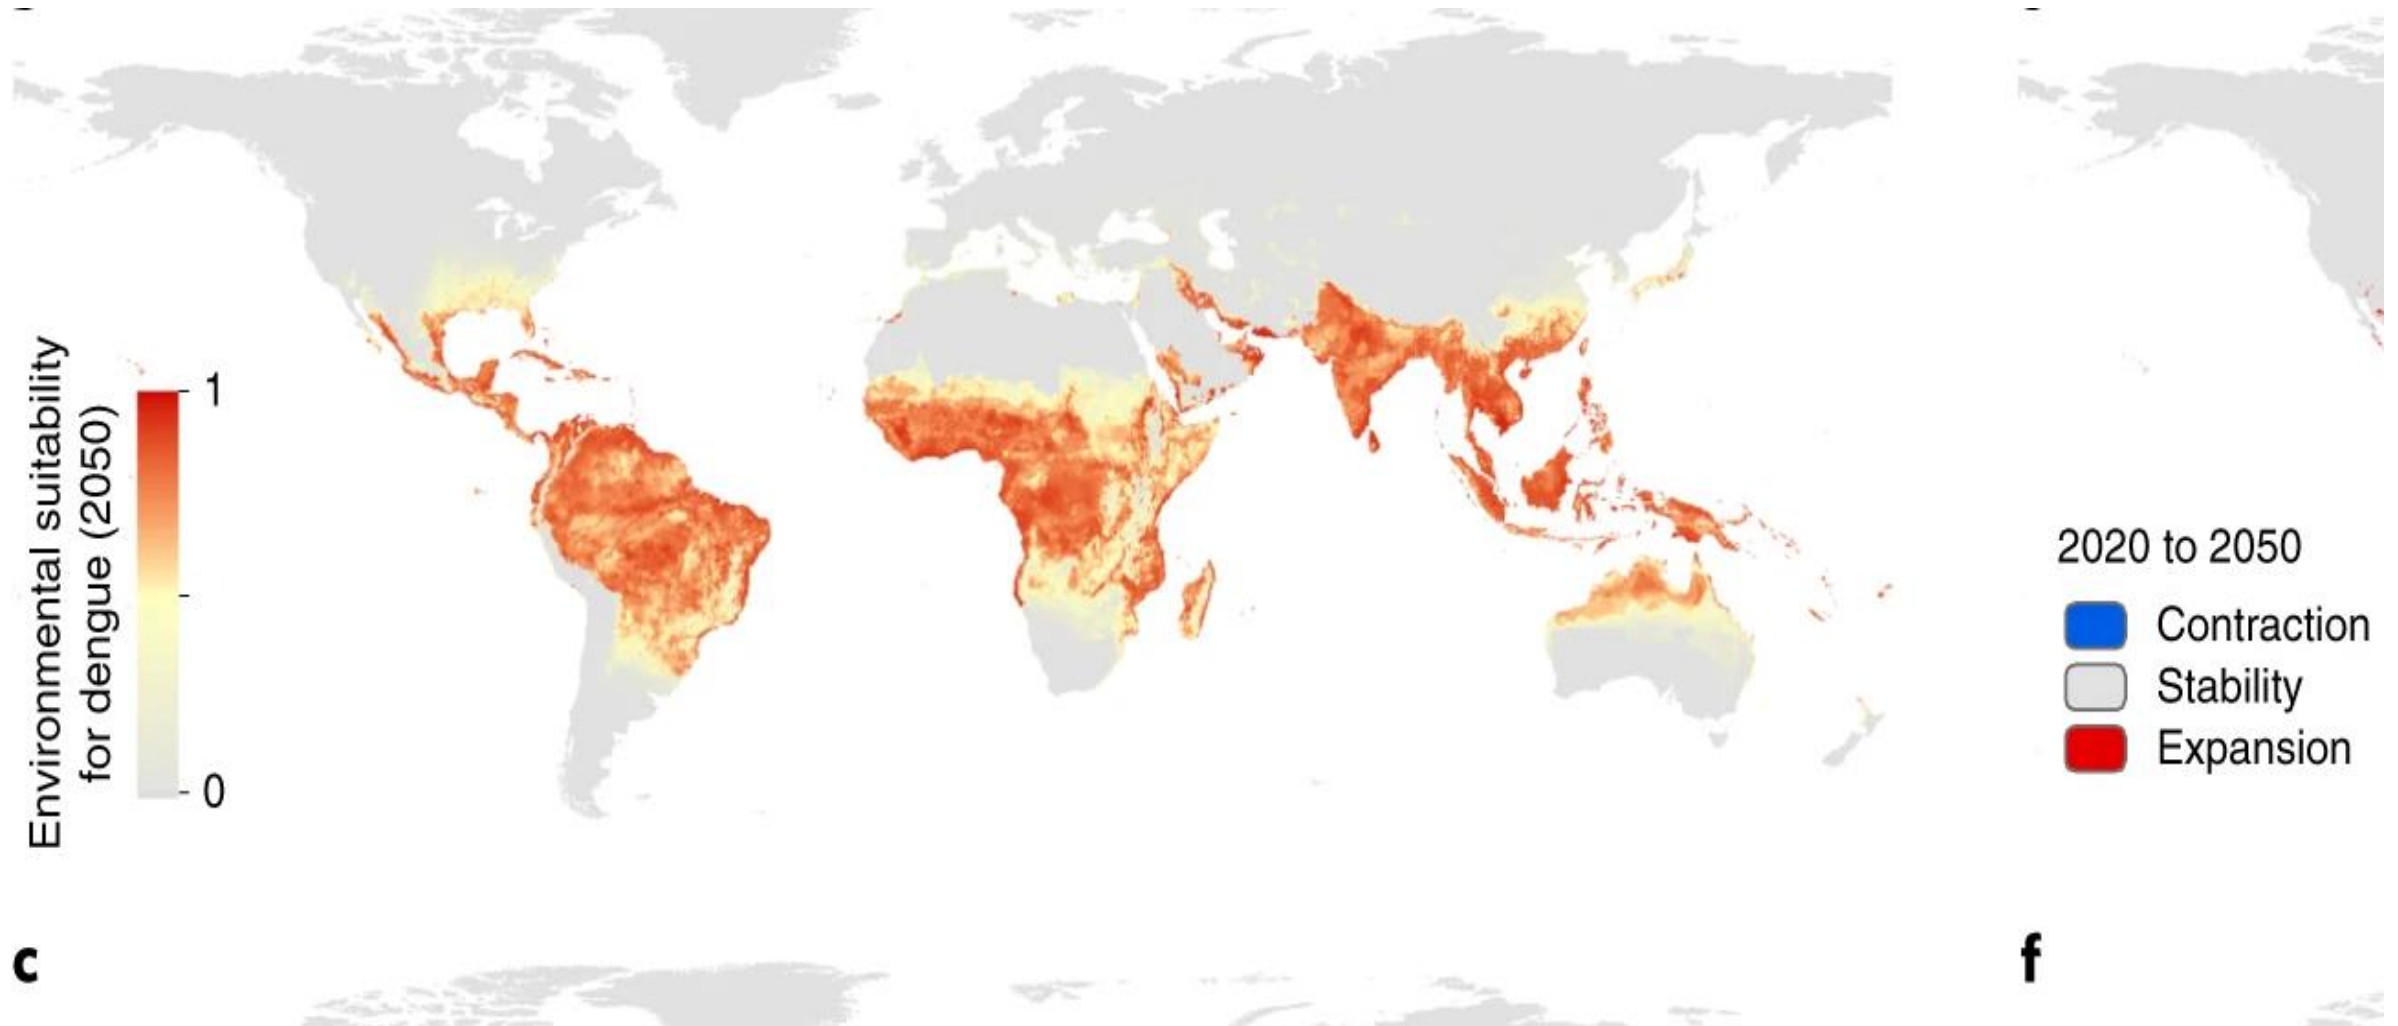 Environmental suitability
for dengue (2050)
1
0
2020 to 2050
Contraction
Stability
Expansion
c
f